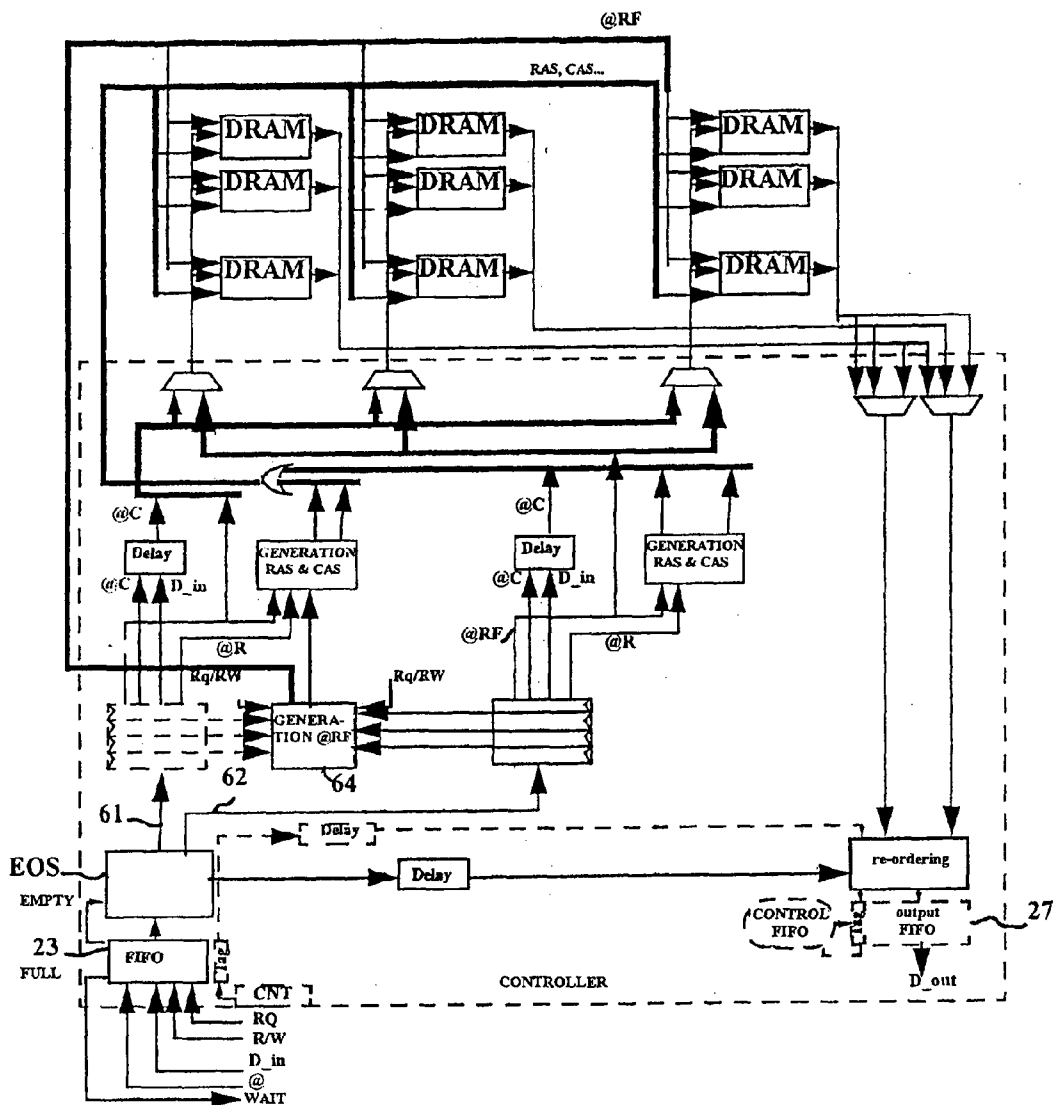 @RF
RAS, CAS...
DRAM DRAM DRAM
DRAM DRAM DRAM
DRAM DRAM DRAM
@C
@C
Delay
GENERATION
RAS & CAS
Delay
GENERATION
RAS & CAS
@C
D_in
@C
D_in
@R
@RF
@R
Rq/RW
Rq/RW
GENERA-
TION @RF
62
64
61
Delay
EOS
re-ordering
Delay
EMPTY
CONTROL
FIFO
Tag
output
FIFO
27
23
FIFO
Tag
FULL
CONTROLLER
D_out
CNT
RQ
R/W
D_in
@
WAIT